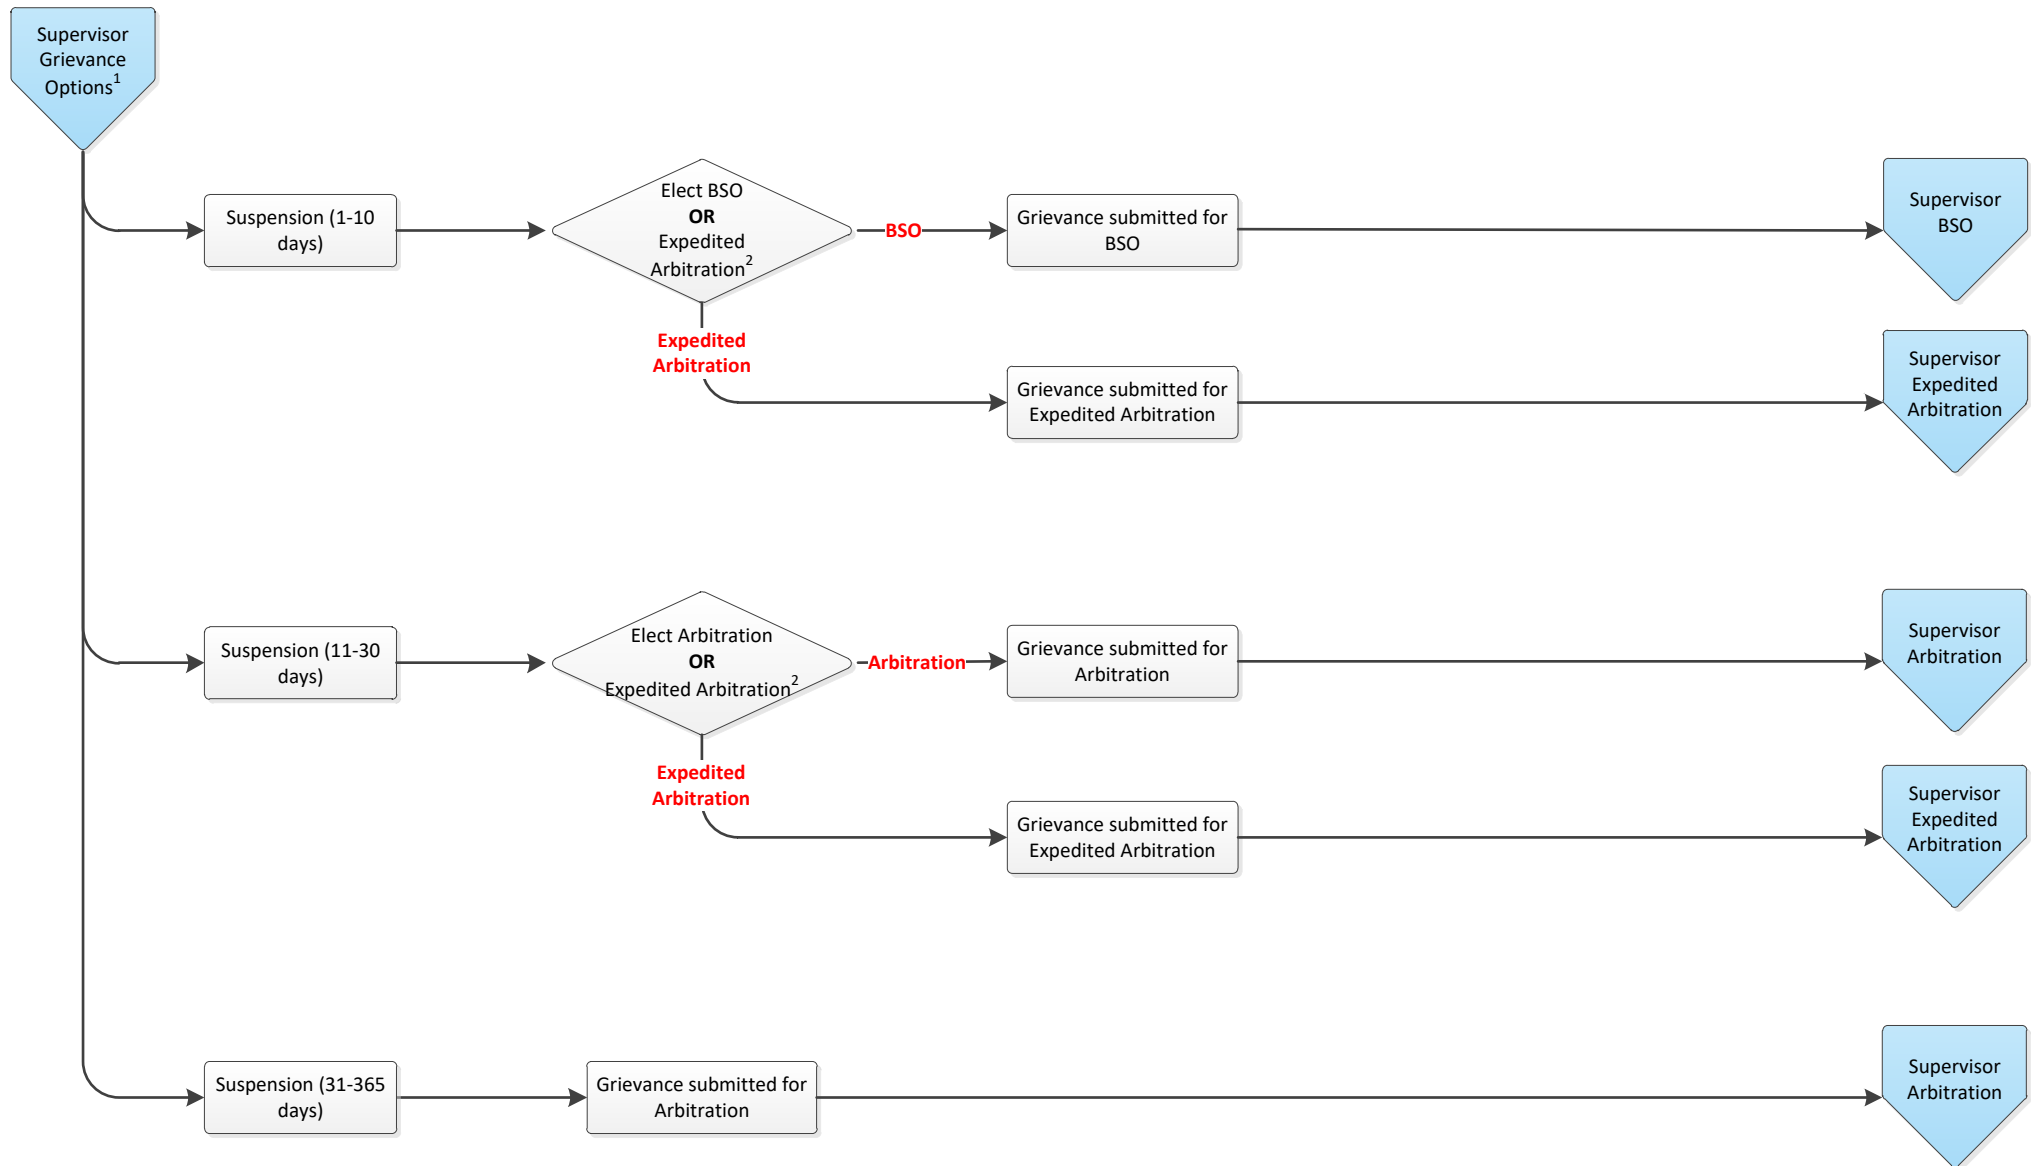 Supervisor
Grievance
Options1
Suspension (1-10
days)
Elect BSO
OR
Expedited
Arbitration2
BSO
Grievance submitted for
BSO
Supervisor
BSO
Expedited
Arbitration
Grievance submitted for
Expedited Arbitration
Supervisor
Expedited
Arbitration
Suspension (11-30
days)
Elect Arbitration
OR
Expedited Arbitration2
Arbitration
Grievance submitted for
Arbitration
Supervisor
Arbitration
Expedited
Arbitration
Grievance submitted for
Expedited Arbitration
Supervisor
Expedited
Arbitration
Suspension (31-365
days)
Grievance submitted for
Arbitration
Supervisor
Arbitration